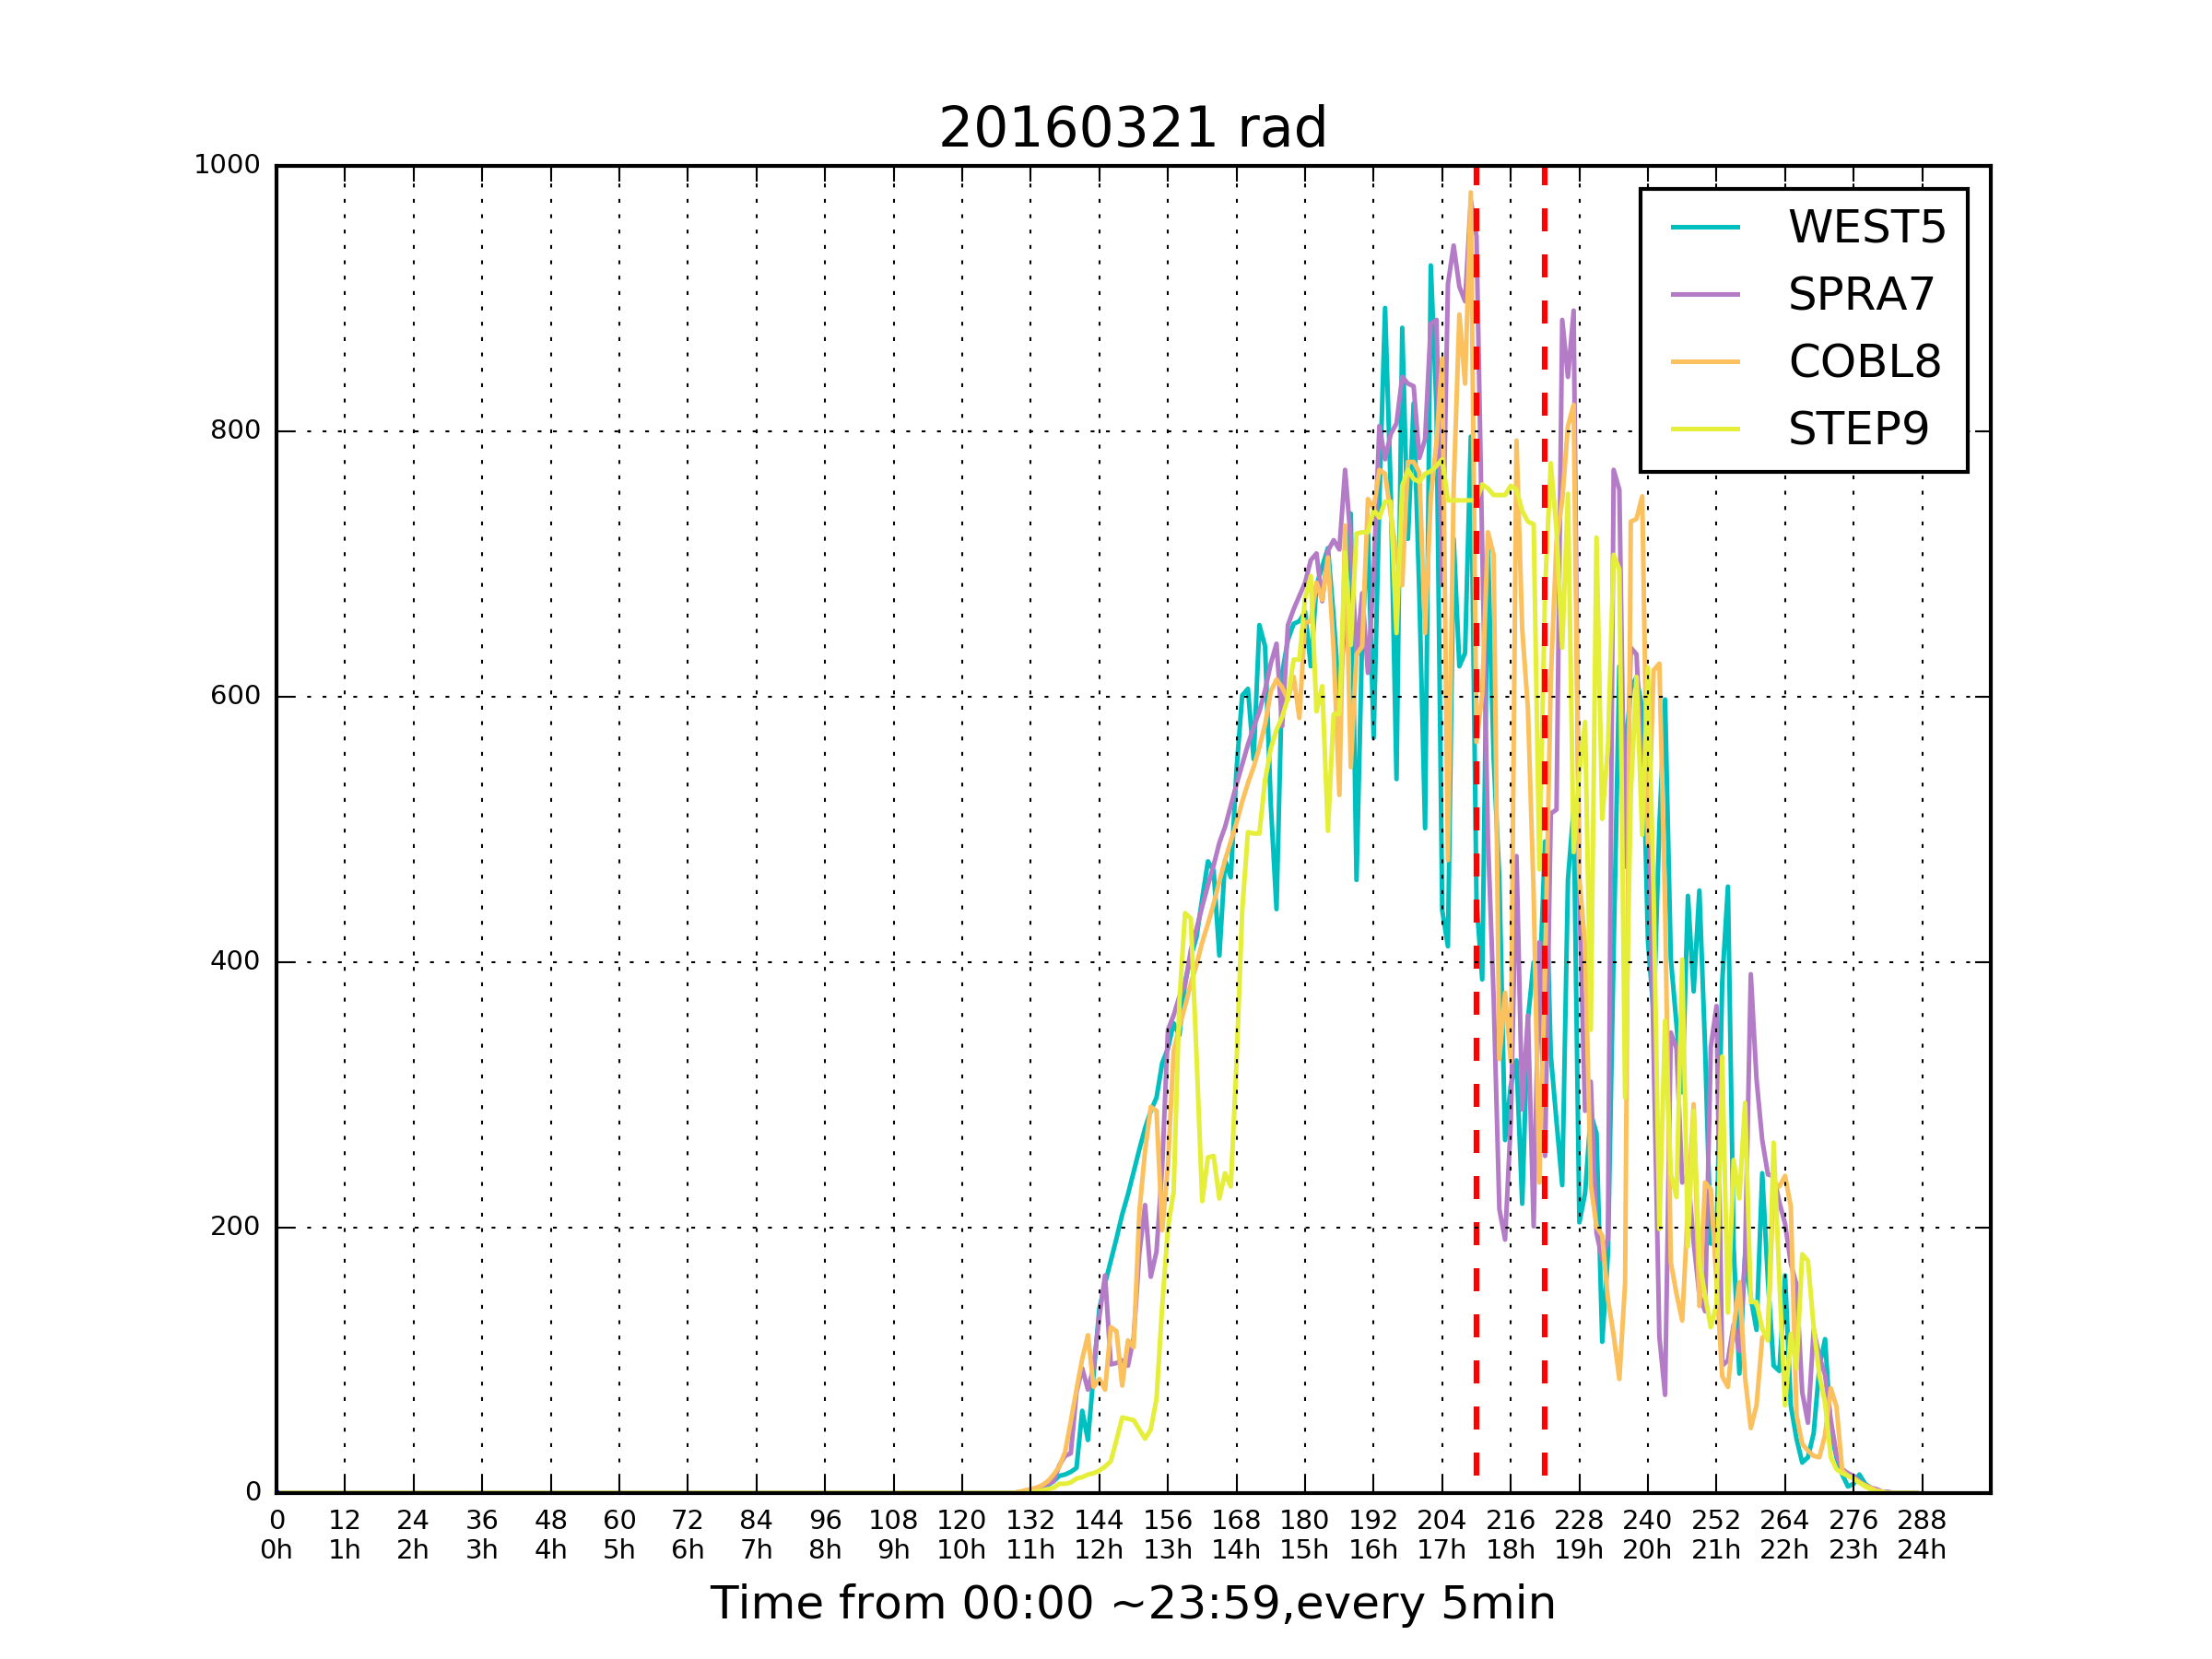 20160321 rad
1000
800
600
400
200
0
WEST5
SPRA7
COBL8
STEP9
0 12 24 36 48 60 72 84 96 108 120 132 144 156 168 180 192 204 216 228 240 252 264 276 288
0h 1h 2h 3h 4h 5h 6h 7h 8h 9h 10h 11h 12h 13h 14h 15h 16h 17h 18h 19h 20h 21h 22h 23h 24h
Time from 00:00 ~23:59,every 5min